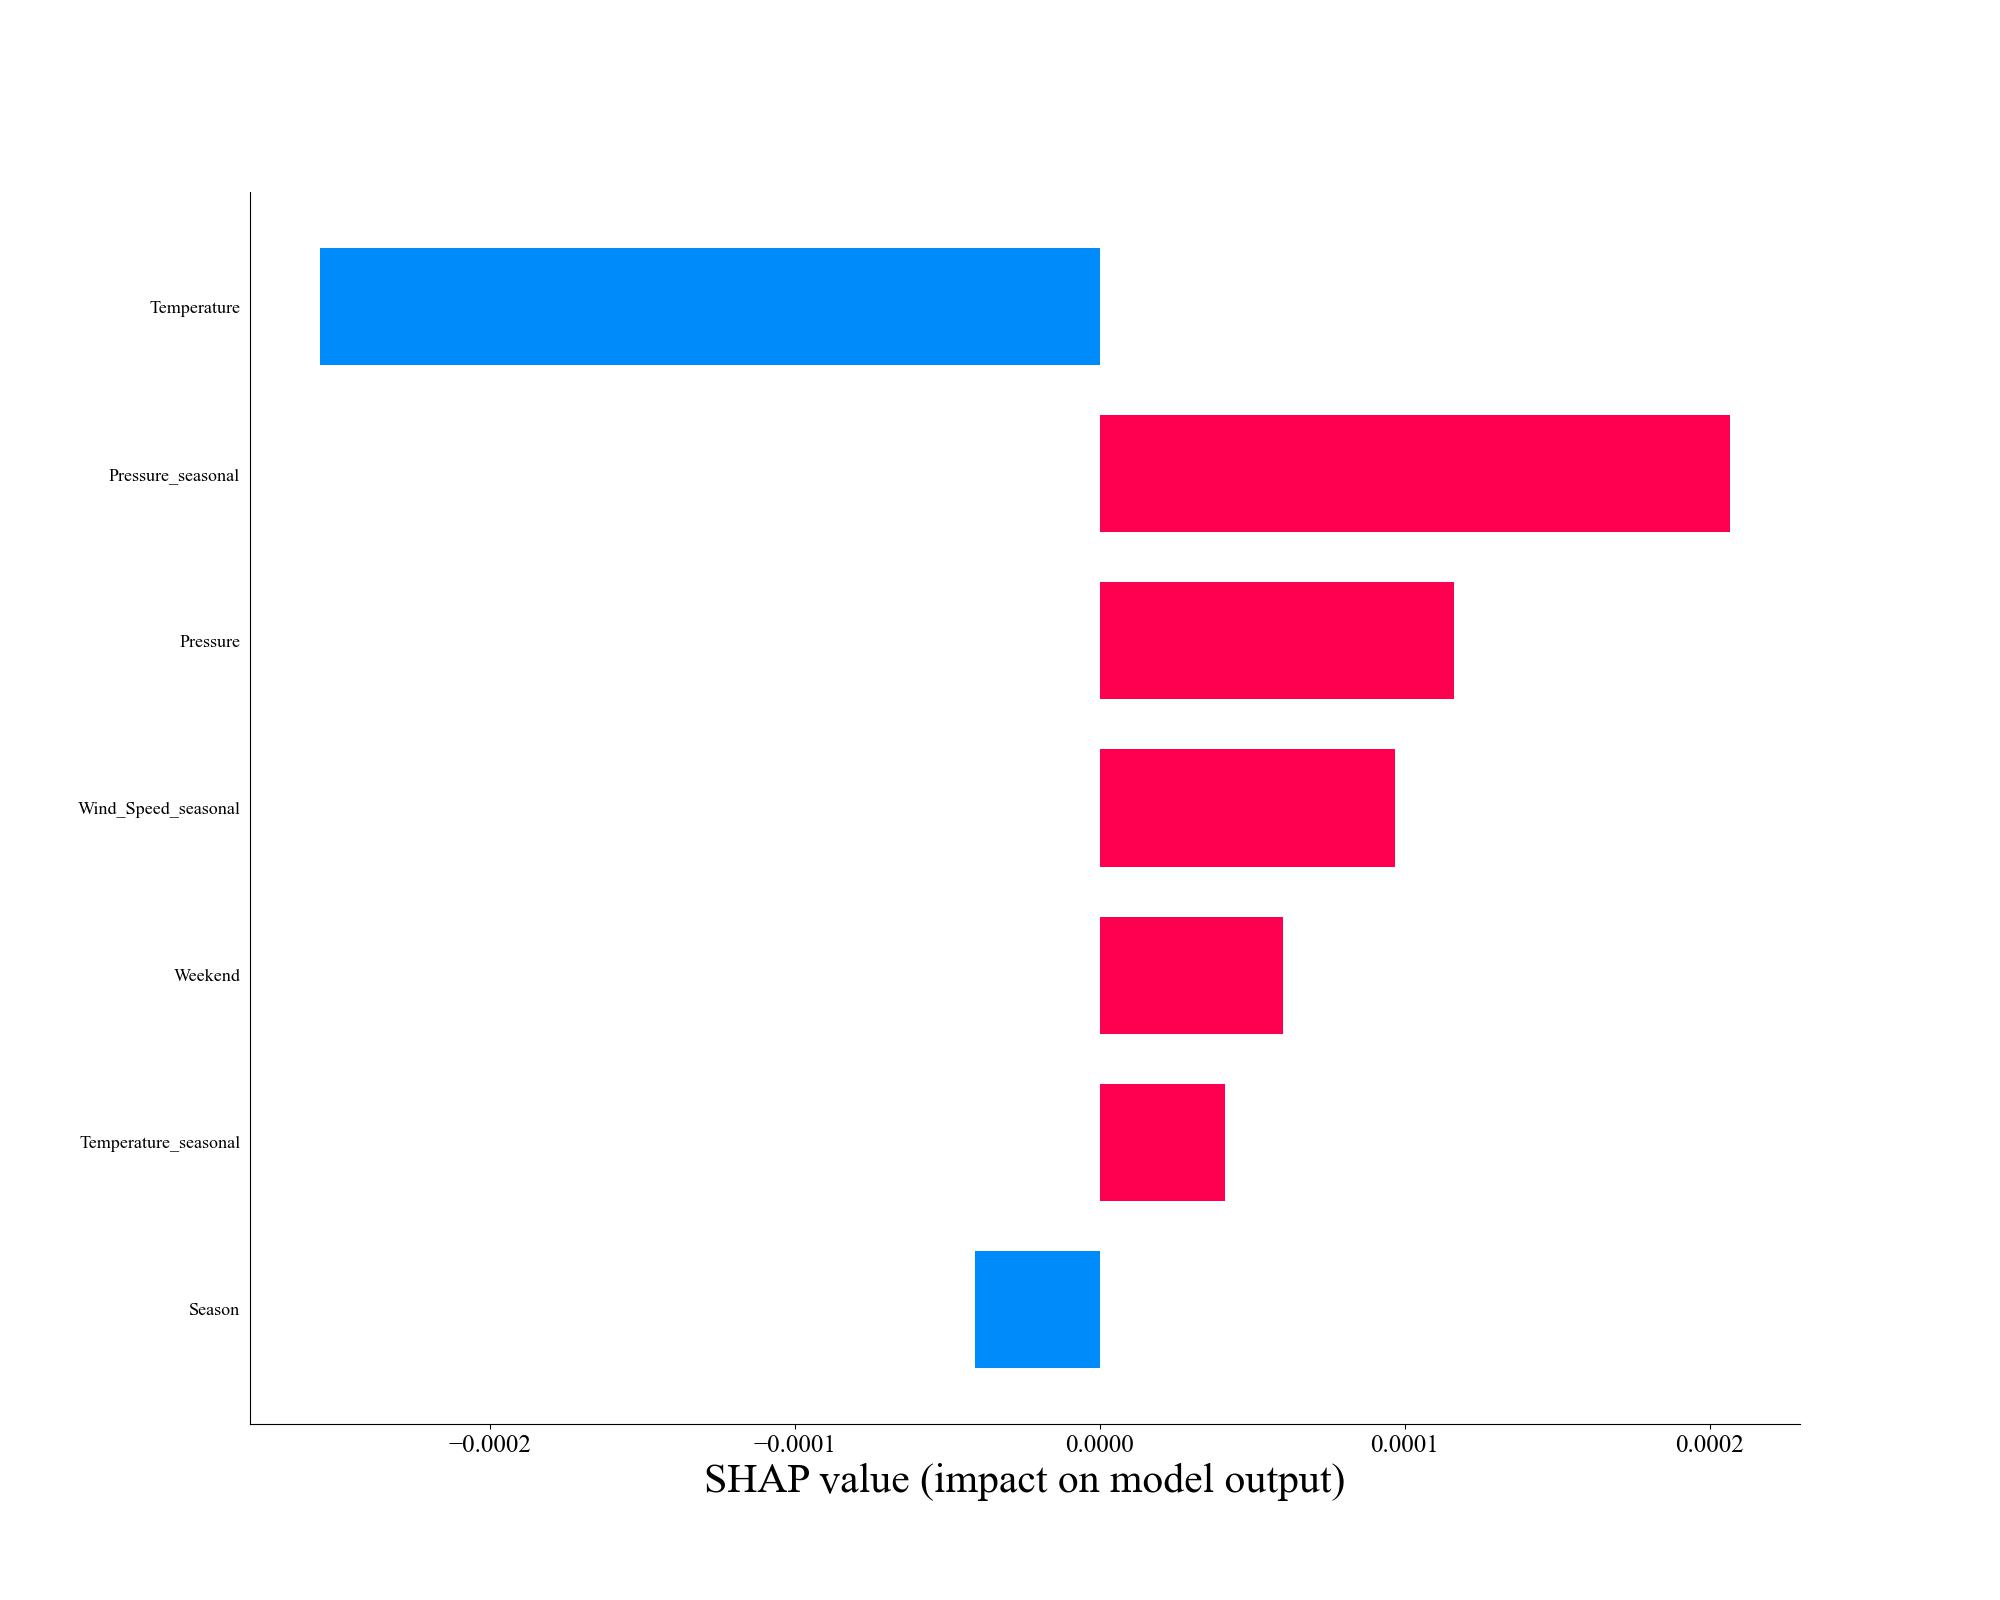 Temperature
Pressure_seasonal
Pressure
Wind_Speed_seasonal
Weekend
Temperature_seasonal
Season
−0.0002 −0.0001 0.0000 0.0001 0.0002
SHAP value (impact on model output)